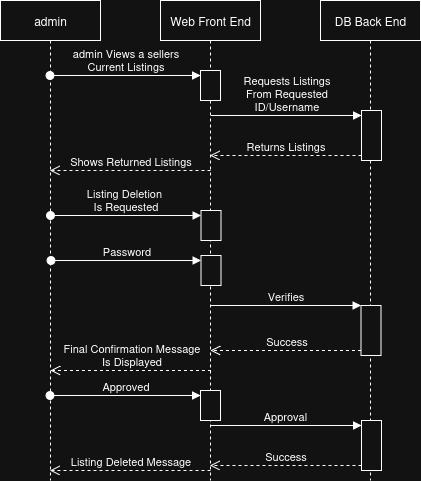 admin
Web Front End
DB Back End
admin Views a sellers
Current Listings
Requests Listings
From Requested
ID/Username
Returns Listings
Shows Returned Listings
Listing Deletion
Is Requested
Password
Verifies
Success
Final Confirmation Message
Is Displayed
Approved
Approval
Success
Listing Deleted Message